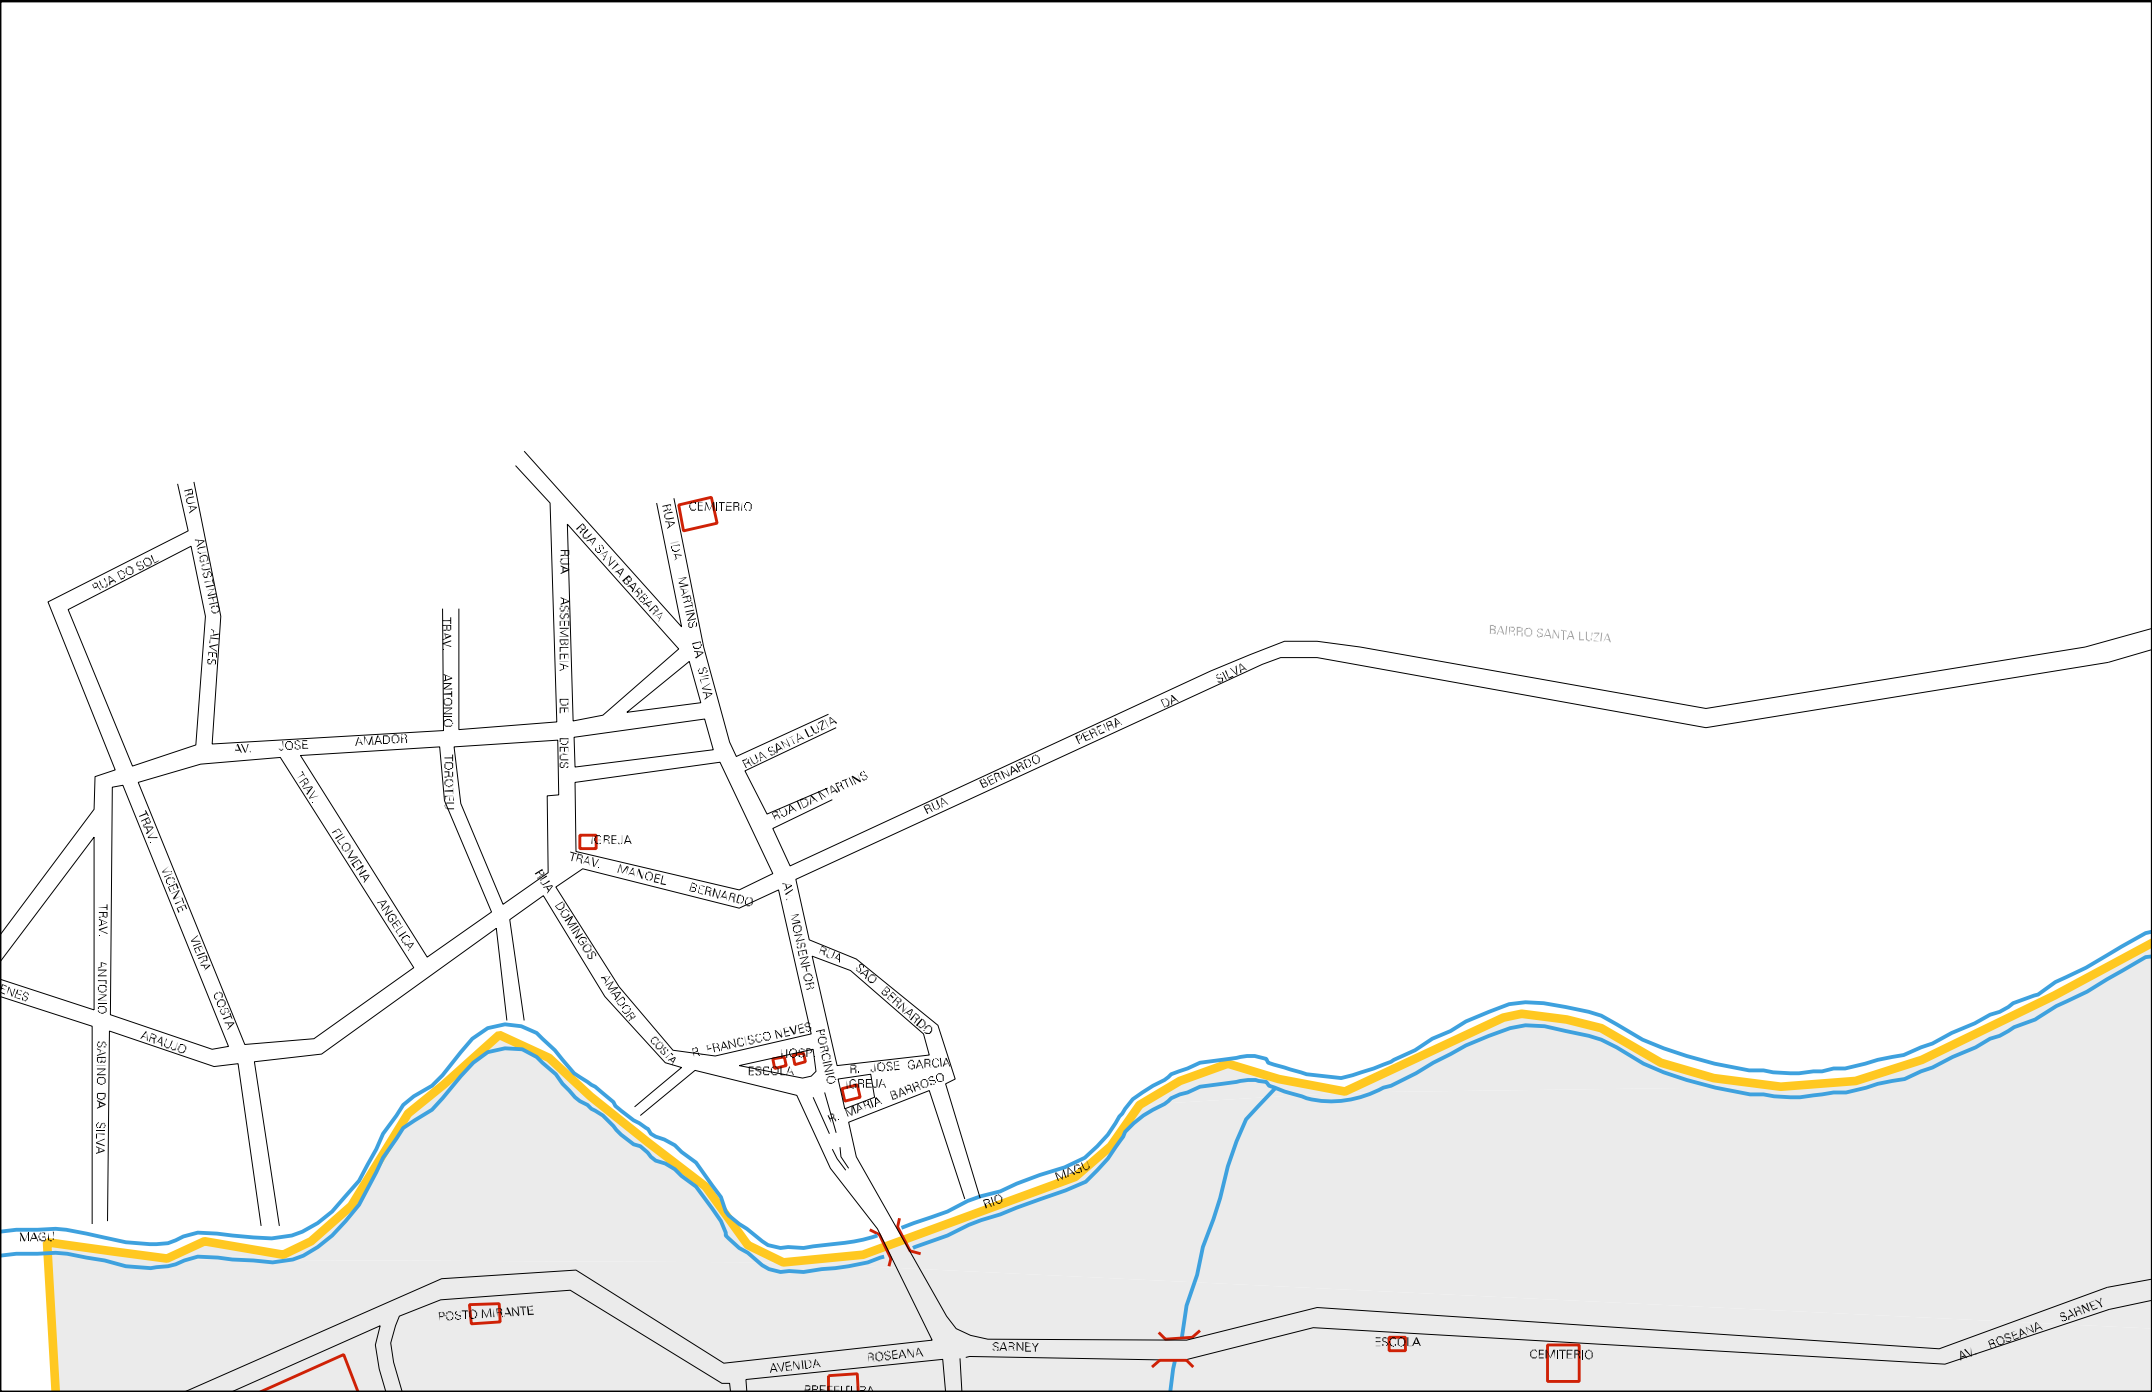 CEMITERIO
RUA AUGUSTINHO ALVES
RUA DO SOL
RUA SANTA BARBARA
RUA IDA MARTINS DA SILVA
RUA ASSEMBLEIA DE DEUS
TRAV. ANTONIO TOROTEU
BAIRRO SANTA LUZIA
RUA SANTA LUZIA
RUA IDA MARTINS
RUA BERNARDO PEREIRA DA SILVA
AV. JOSE AMADOR
TRAV. FILOMENA ANGELICA
TRAV. VICENTE VIEIRA COSTA
IGREJA
TRAV. MANOEL BERNARDO
RUA DOMINGOS AMADOR COSTA
AV. MONSENHOR PORCINIO
RUA SAO BERNARDO
TRAV. ANTONIO SABINO DA SILVA
ENES ARAUJO
R. FRANCISCO NEVES
ESCOLA
R. JOSE GARCIA
IGREJA
R. MARIA BARROSO
RIO MAGU
MAGU
POSTO MIRANTE
AVENIDA ROSEANA SARNEY
PREFEITURA
ESCOLA
CEMITERIO
AV ROSEANA SARNEY